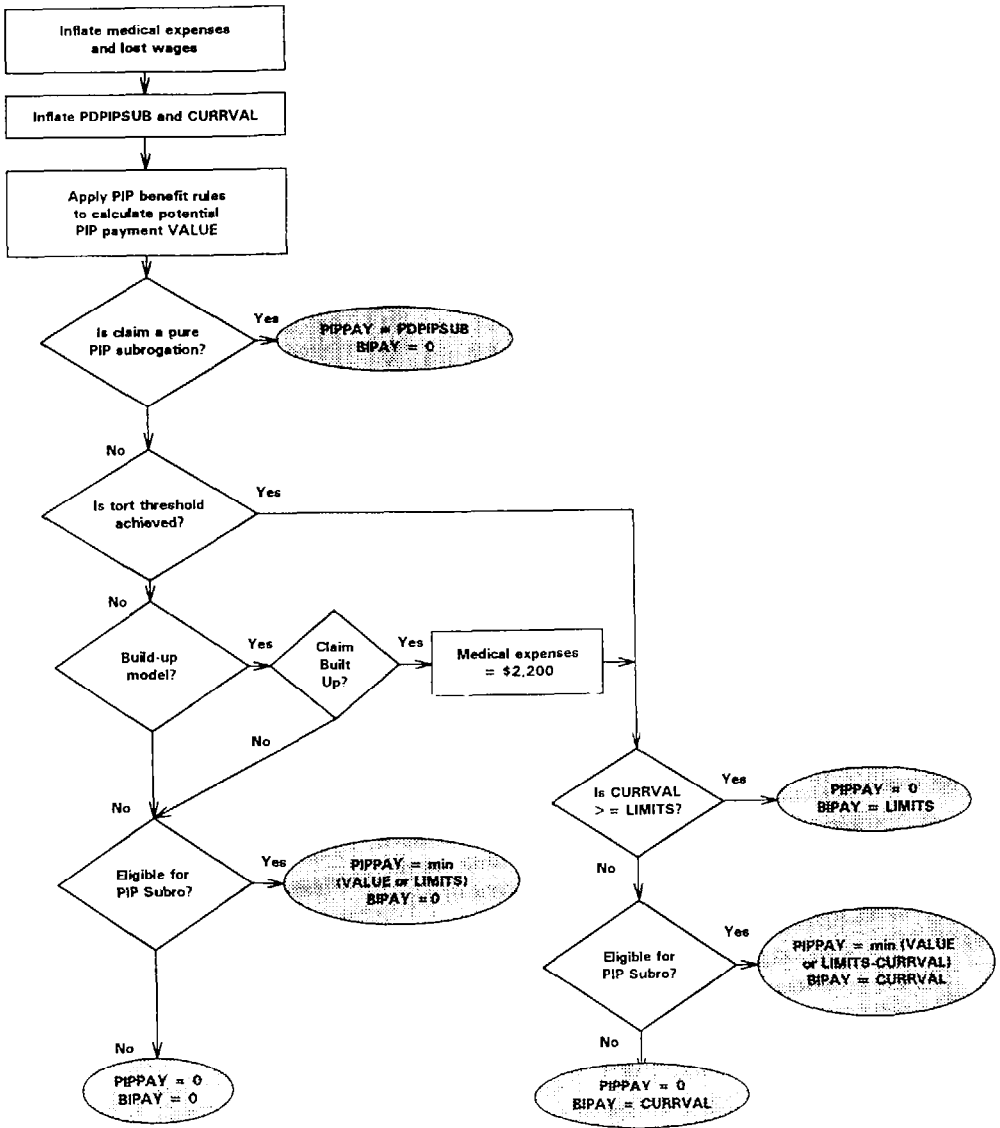 Inflate medical expenses
and lost wages
Inflate PDPIPSUB and CURRVAL
Apply PIP benefit rules
to calculate potential
PIP payment VALUE
Is claim a pure
PIP subrogation?
Yes
PIPPAY = PDPIPSUB
BIPAY = 0
No
Is tort threshold
achieved?
Yes
No
Build-up
model?
Yes
Claim
Built
Up?
Yes
Medical expenses
= $2,200
No
No
Is CURRVAL
>= LIMITS?
Yes
PIPPAY = 0
BIPAY = LIMITS
Eligible for
PIP Subro?
Yes
PIPPAY = min
(VALUE or LIMITS)
BIPAY = 0
No
Eligible for
PIP Subro?
Yes
PIPPAY = min (VALUE
or LIMITS-CURRVAL)
BIPAY = CURRVAL
No
PIPPAY = 0
BIPAY = 0
No
PIPPAY = 0
BIPAY = CURRVAL